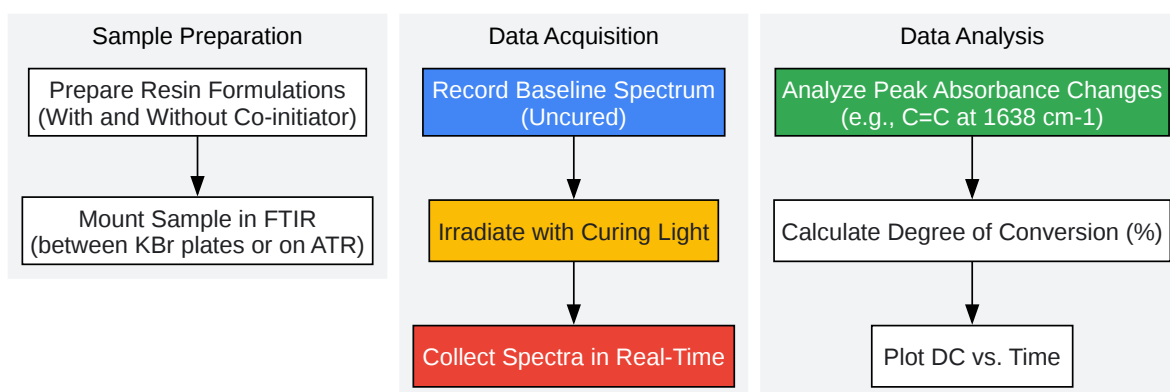 Sample Preparation
Prepare Resin Formulations
(With and Without Co-initiator)
Mount Sample in FTIR
(between KBr plates or on ATR)
Data Acquisition
Record Baseline Spectrum
(Uncured)
Irradiate with Curing Light
Collect Spectra in Real-Time
Data Analysis
Analyze Peak Absorbance Changes
(e.g., C=C at 1638 cm-1)
Calculate Degree of Conversion (%)
Plot DC vs. Time